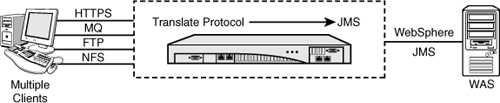 HTTPS
MQ
FTP
NFS
Multiple
Clients
Translate Protocol JMS
WebSphere
JMS
WAS